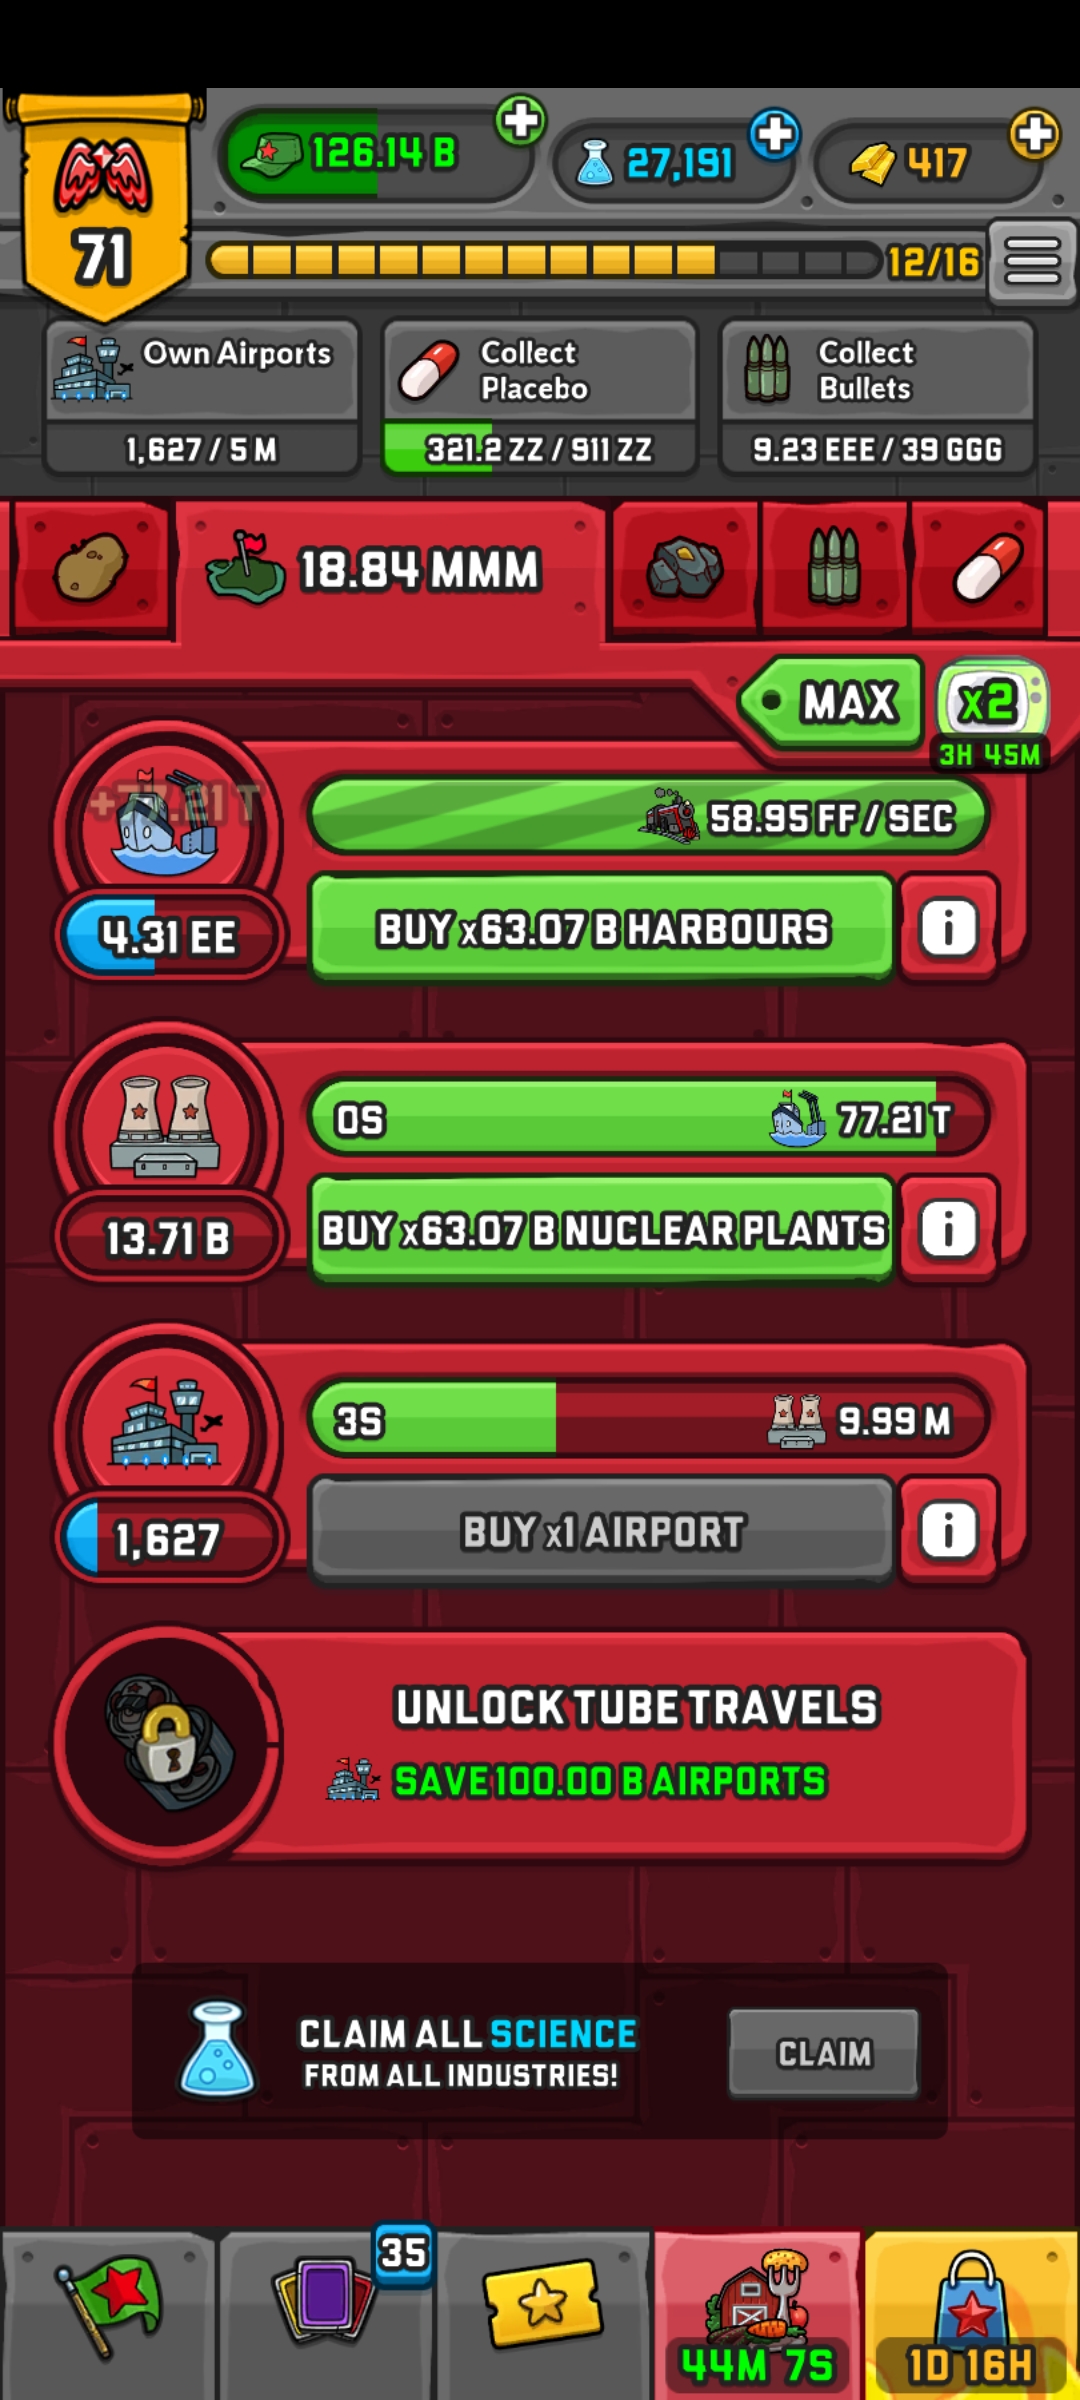 126.14 B
27,191
417
71
12/16
Own Airports
1,627 / 5 M
Collect
Placebo
321.2 ZZ / 911 ZZ
Collect
Bullets
9.23 EEE / 39 GGG
18.84 MMM
MAX
x2
3H 45M
+77.21 T
58.95 FF / SEC
4.31 EE
BUY x63.07 B HARBOURS
i
0S
77.21 T
13.71 B
BUY x63.07 B NUCLEAR PLANTS
i
3S
9.99 M
1,627
BUY x1 AIRPORT
i
UNLOCK TUBE TRAVELS
SAVE 100.00 B AIRPORTS
CLAIM ALL SCIENCE
FROM ALL INDUSTRIES!
CLAIM
35
44M 7S
1D 16H